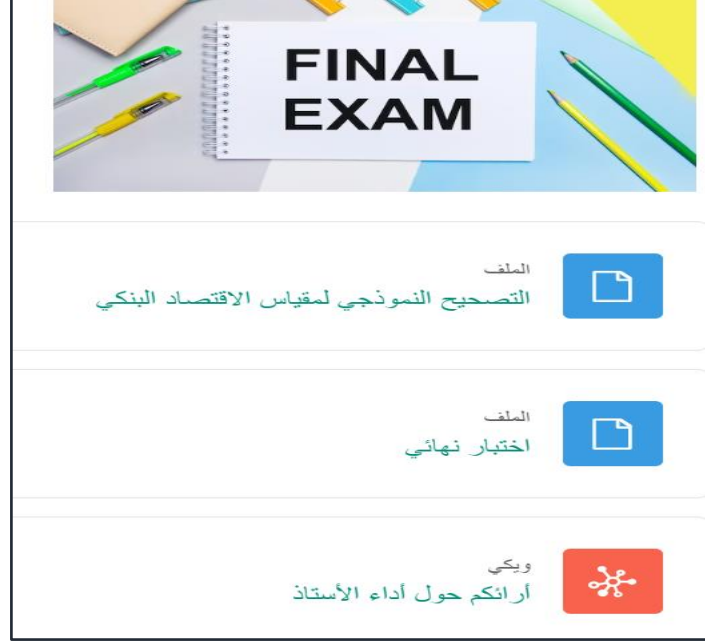 FINAL
EXAM
الملف
التصحيح النموذجي لمقياس الاقتصاد البنكي
الملف
اختبار نهائي
ويكي
أرائكم حول أداء الأستاذ